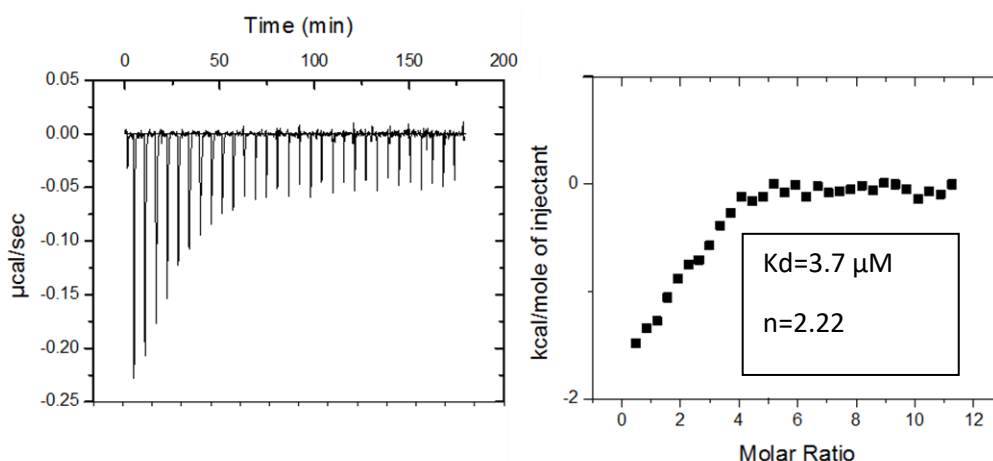 Time (min)
0 50 100 150 200
0.05
0.00
-0.05
-0.10
-0.15
-0.20
-0.25
µcal/sec
0
-2
kcal/mole of injectant
Kd=3.7 µM
n=2.22
0 2 4 6 8 10 12
Molar Ratio